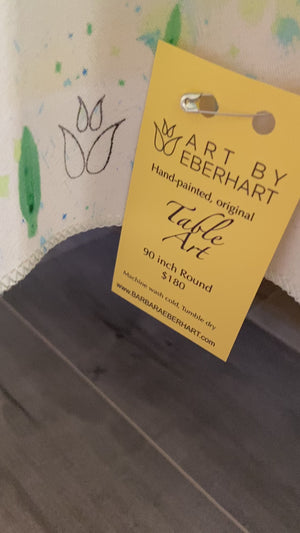 ART BY
EBERHART
Hand-painted, original
Table
Art
90 inch Round
$180
Machine wash cold, Tumble dry
www.BARBARAEBERHART.com